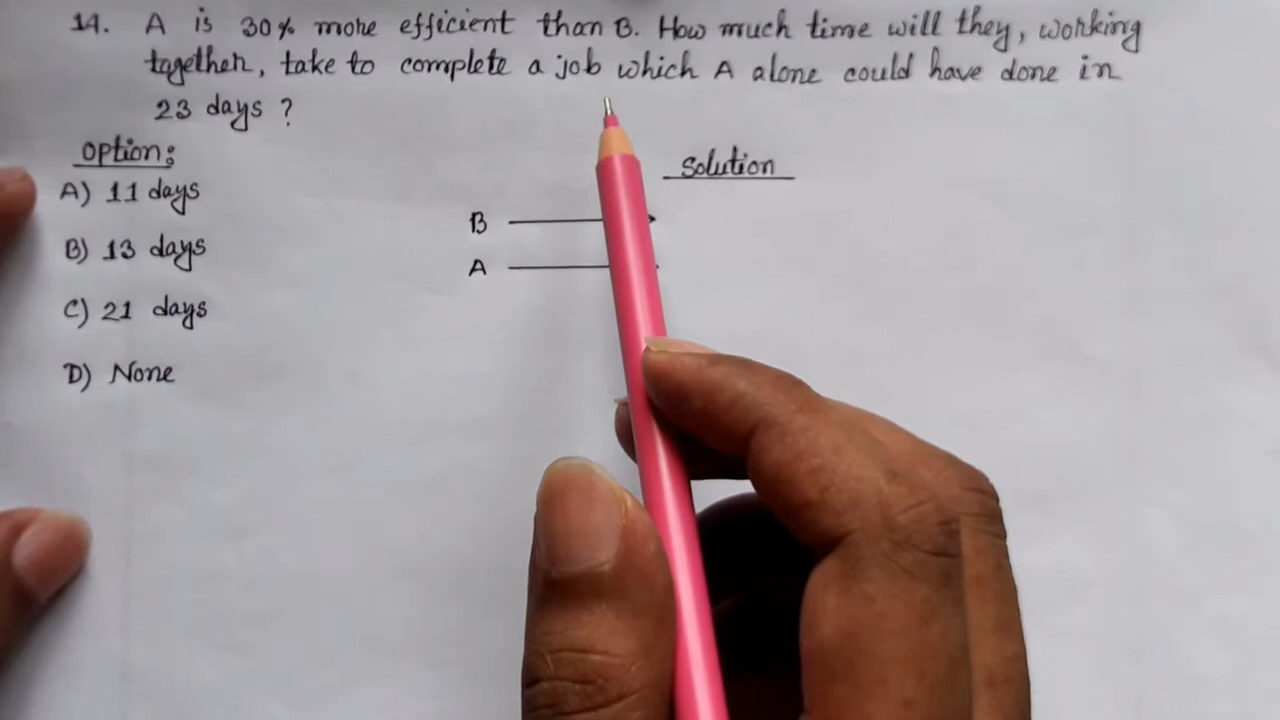 14. A is 30% more efficient than B. How much time will they, working
together, take to complete a job which A alone could have done in
23 days ?
option:
A) 11 days
B) 13 days
C) 21 days
D) None
Solution
B
A